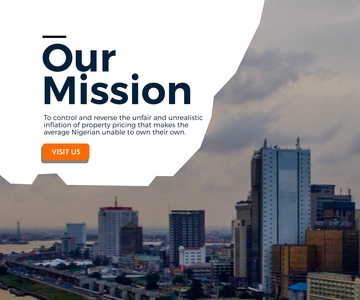 Our
Mission
To control and reverse the unfair and unrealistic
inflation of property pricing that makes the
average Nigerian unable to own their own.
VISIT US